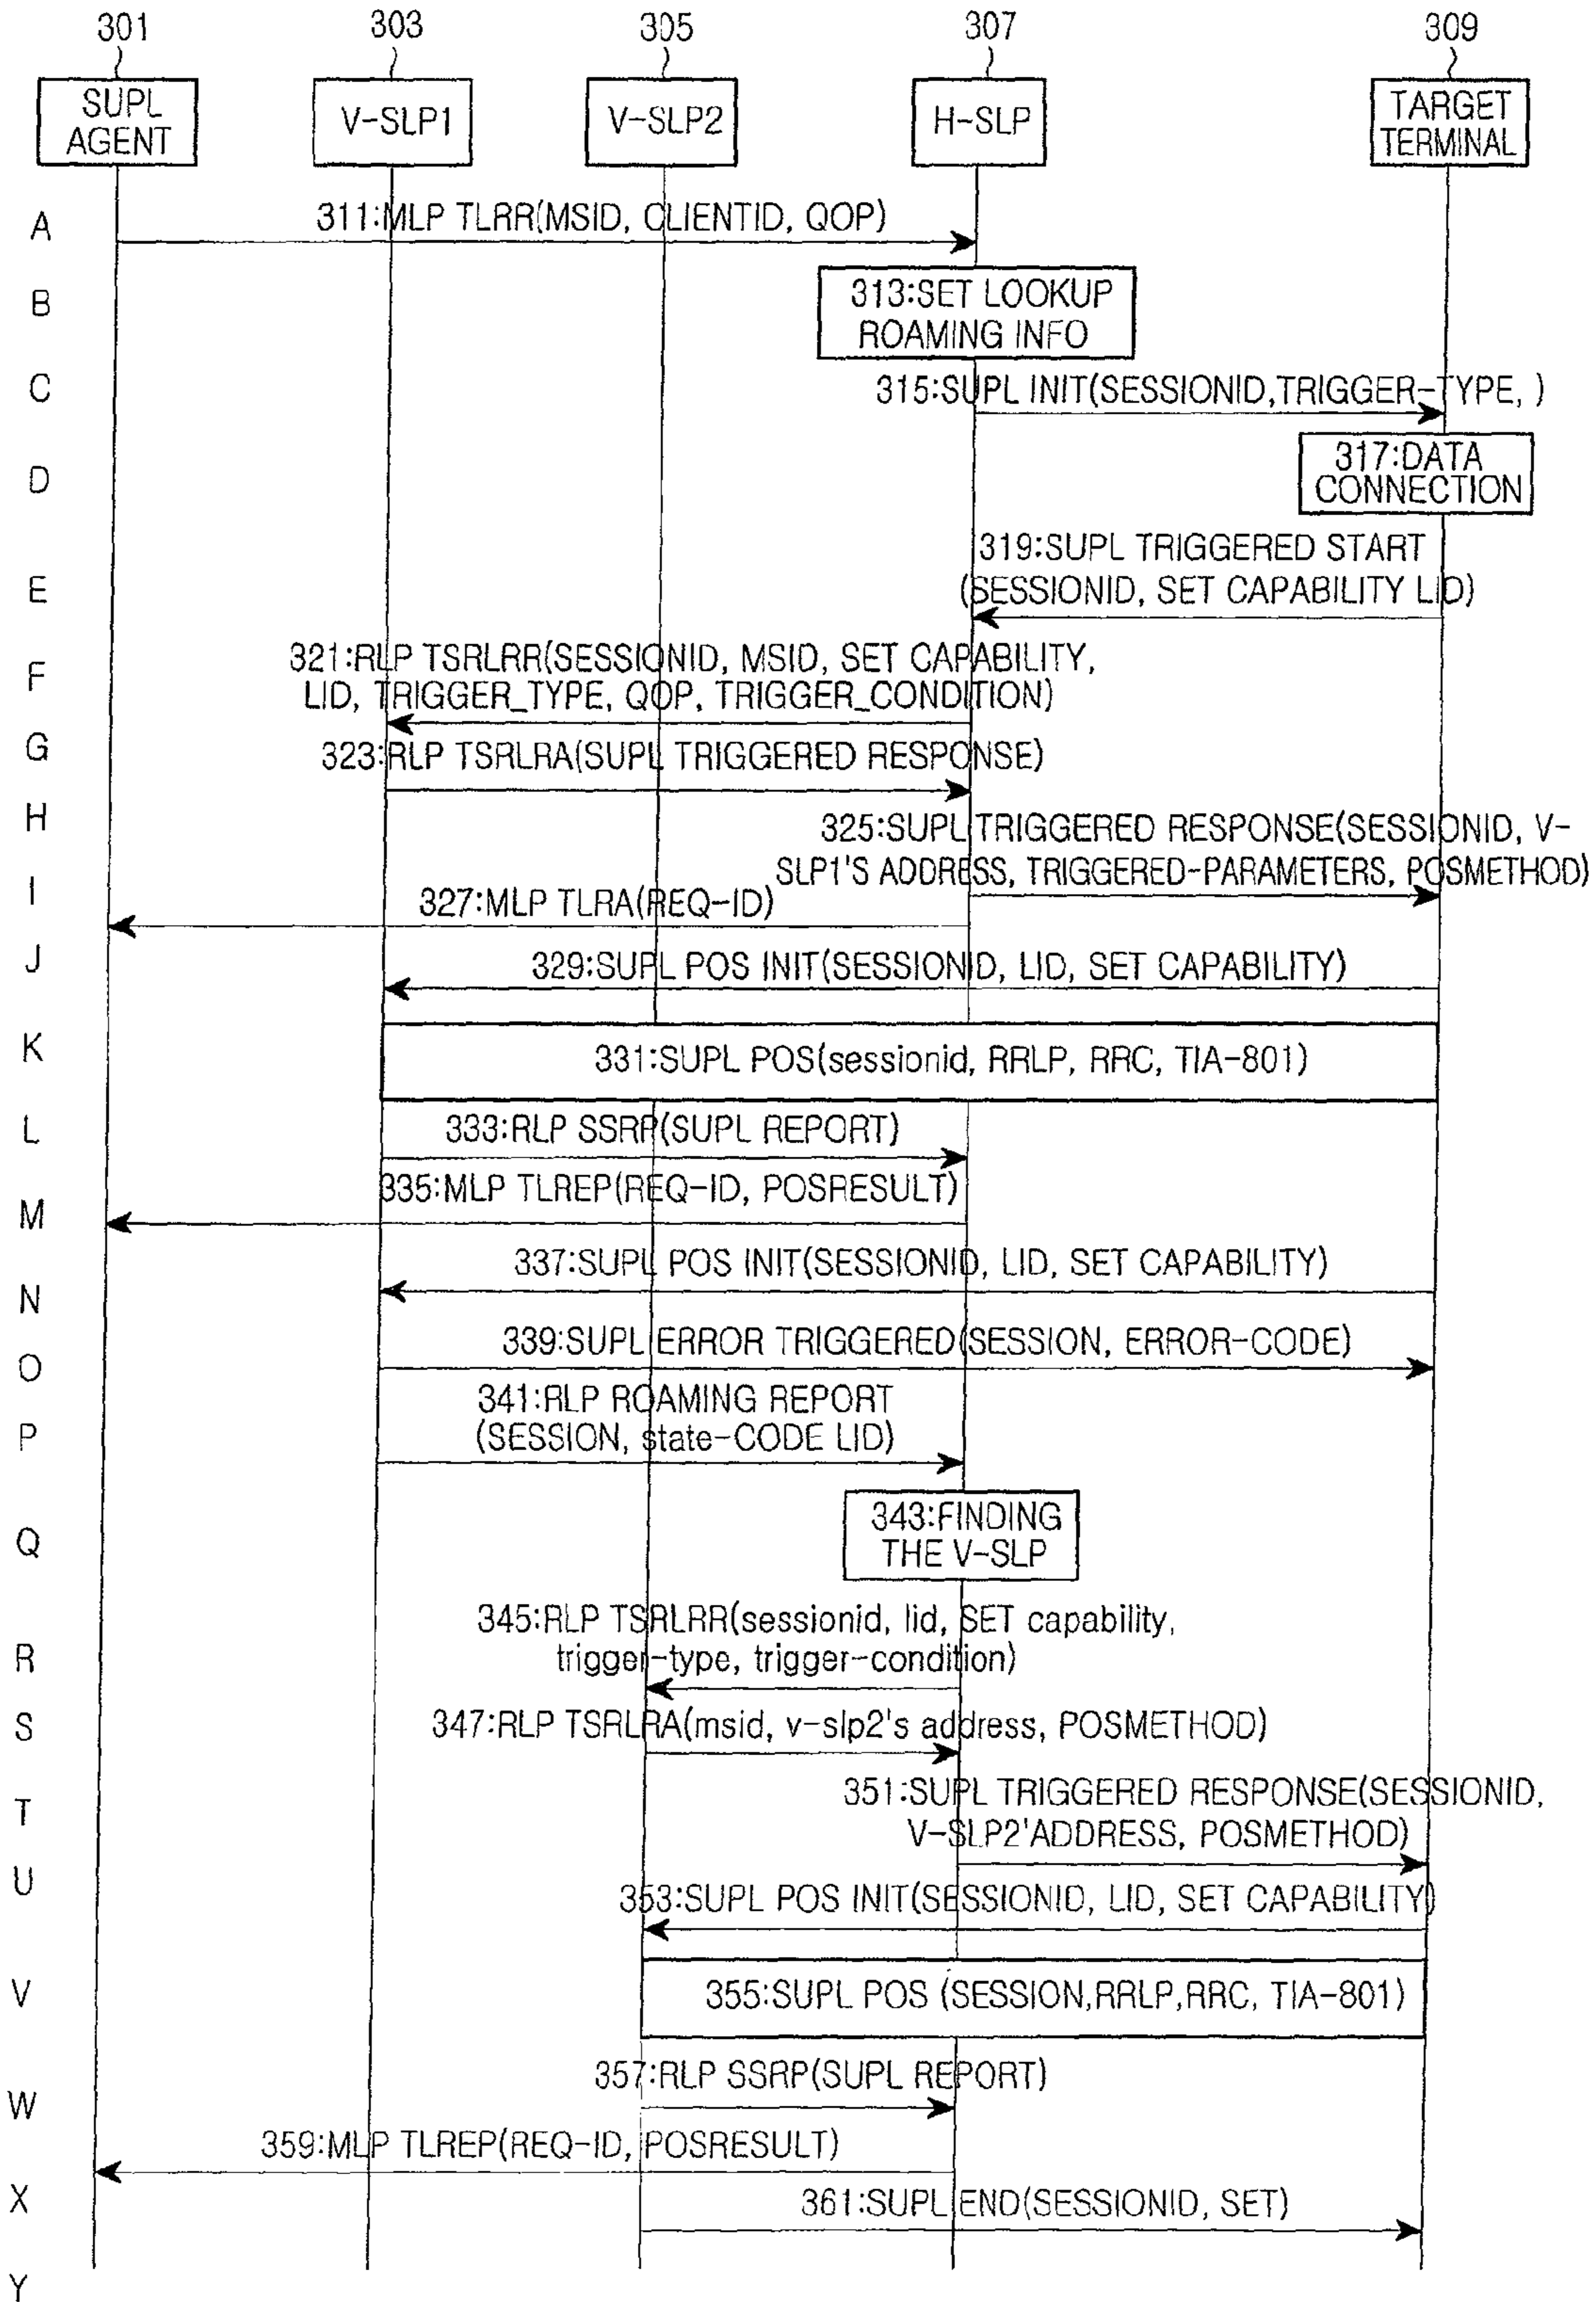 301
303
305
307
309
SUPL
AGENT
V-SLP1
V-SLP2
H-SLP
TARGET
TERMINAL
A
311:MLP TLRR(MSID, CLIENTID, QOP)
B
313:SET LOOKUP
ROAMING INFO
C
315:SUPL INIT(SESSIONID,TRIGGER-TYPE, )
D
317:DATA
CONNECTION
319:SUPL TRIGGERED START
E
(SESSIONID, SET CAPABILITY LID)
F
321:RLP TSRLRR(SESSIONID, MSID, SET CAPABILITY,
LID, TRIGGER_TYPE, QOP, TRIGGER_CONDITION)
G
323:RLP TSRLRA(SUPL TRIGGERED RESPONSE)
H
325:SUPL TRIGGERED RESPONSE(SESSIONID, V-
SLP1'S ADDRESS, TRIGGERED-PARAMETERS, POSMETHOD)
I
327:MLP TLRA(REQ-ID)
J
329:SUPL POS INIT(SESSIONID, LID, SET CAPABILITY)
K
331:SUPL POS(sessionid, RRLP, RRC, TIA-801)
L
333:RLP SSRP(SUPL REPORT)
335:MLP TLREP(REQ-ID, POSRESULT)
M
337:SUPL POS INIT(SESSIONID, LID, SET CAPABILITY)
N
339:SUPL ERROR TRIGGERED(SESSION, ERROR-CODE)
O
341:RLP ROAMING REPORT
P
(SESSION, state-CODE LID)
Q
343:FINDING
THE V-SLP
345:RLP TSRLRR(sessionid, lid, SET capability,
R
trigger-type, trigger-condition)
S
347:RLP TSRLRA(msid, v-slp2's address, POSMETHOD)
T
351:SUPL TRIGGERED RESPONSE(SESSIONID,
V-SLP2'ADDRESS, POSMETHOD)
U
353:SUPL POS INIT(SESSIONID, LID, SET CAPABILITY)
V
355:SUPL POS (SESSION,RRLP,RRC, TIA-801)
357:RLP SSRP(SUPL REPORT)
W
359:MLP TLREP(REQ-ID, POSRESULT)
X
361:SUPL END(SESSIONID, SET)
Y